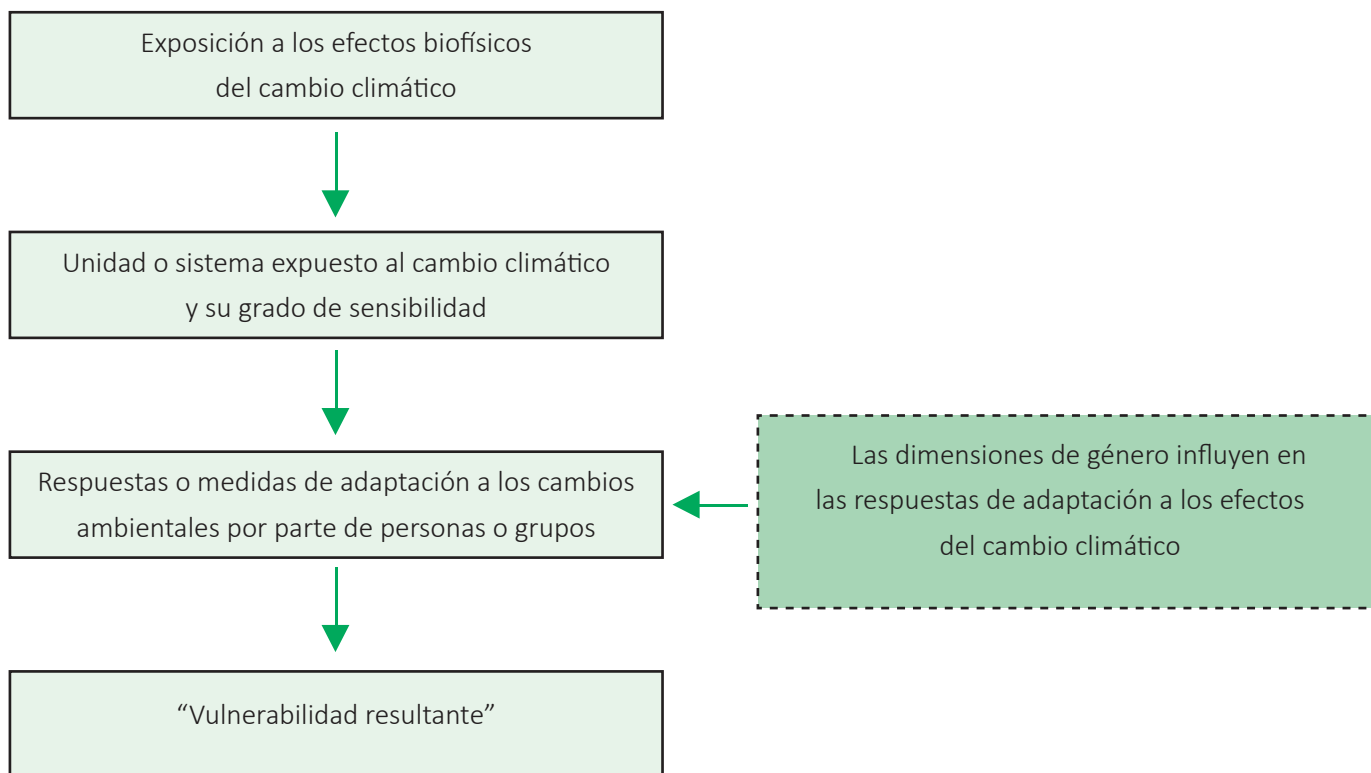 Exposición a los efectos biofísicos
del cambio climático
Unidad o sistema expuesto al cambio climático
y su grado de sensibilidad
Respuestas o medidas de adaptación a los cambios
ambientales por parte de personas o grupos
Las dimensiones de género influyen en
las respuestas de adaptación a los efectos
del cambio climático
“Vulnerabilidad resultante”